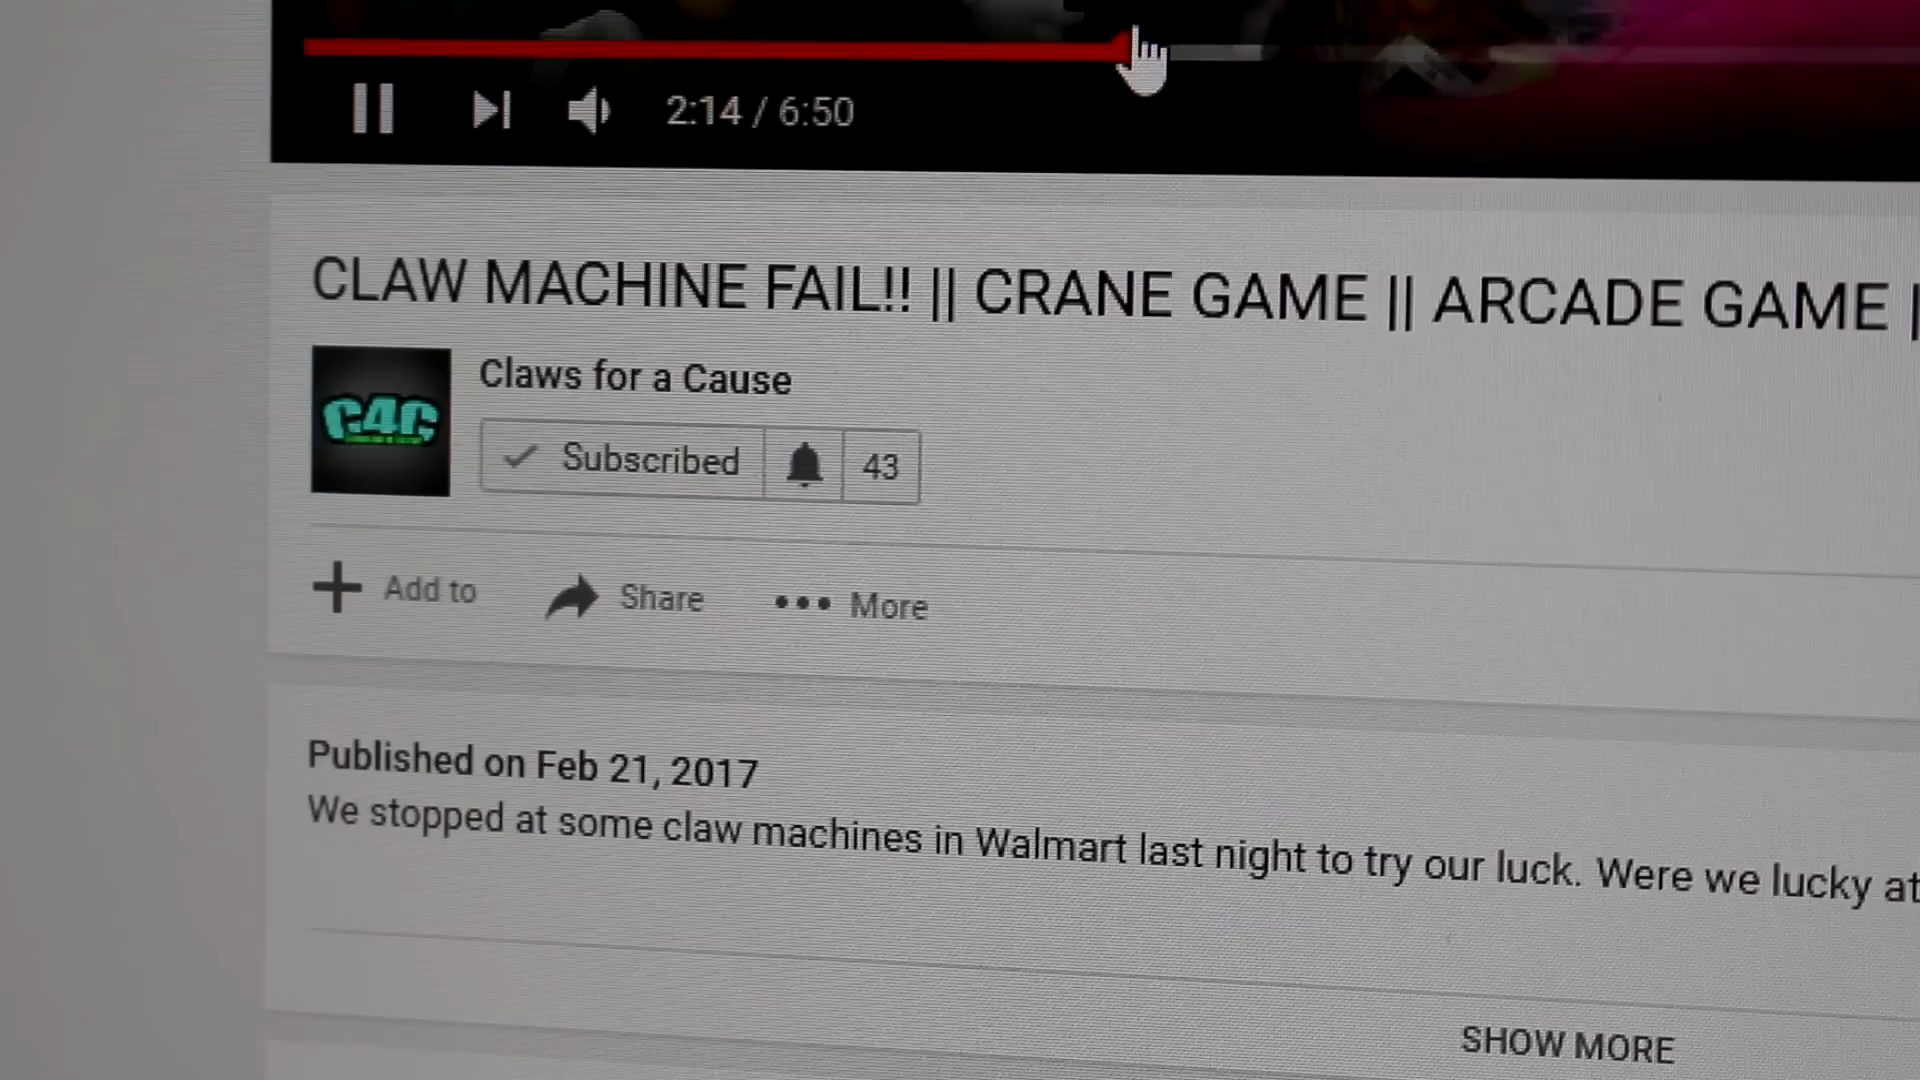 2:14 / 6:50
CLAW MACHINE FAIL!! || CRANE GAME || ARCADE GAME |
C4C
Claws for a Cause
Subscribed 43
Add to Share More
Published on Feb 21, 2017
We stopped at some claw machines in Walmart last night to try our luck. Were we lucky at
SHOW MORE